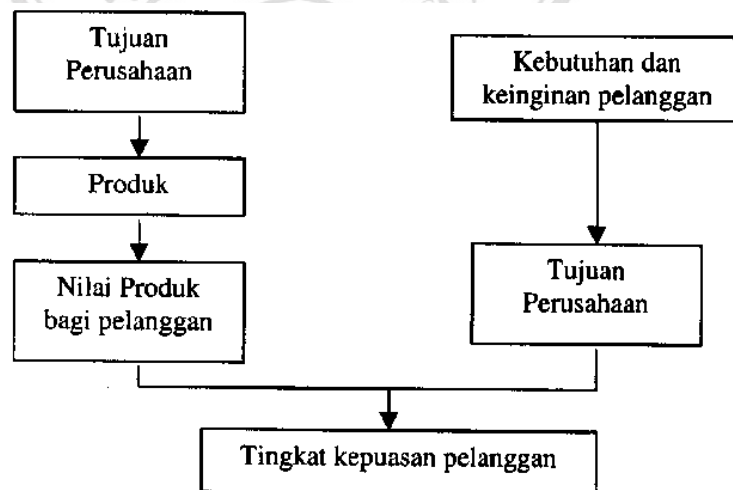 Tujuan
Perusahaan
Kebutuhan dan
keinginan pelanggan
Produk
Nilai Produk
bagi pelanggan
Tujuan
Perusahaan
Tingkat kepuasan pelanggan